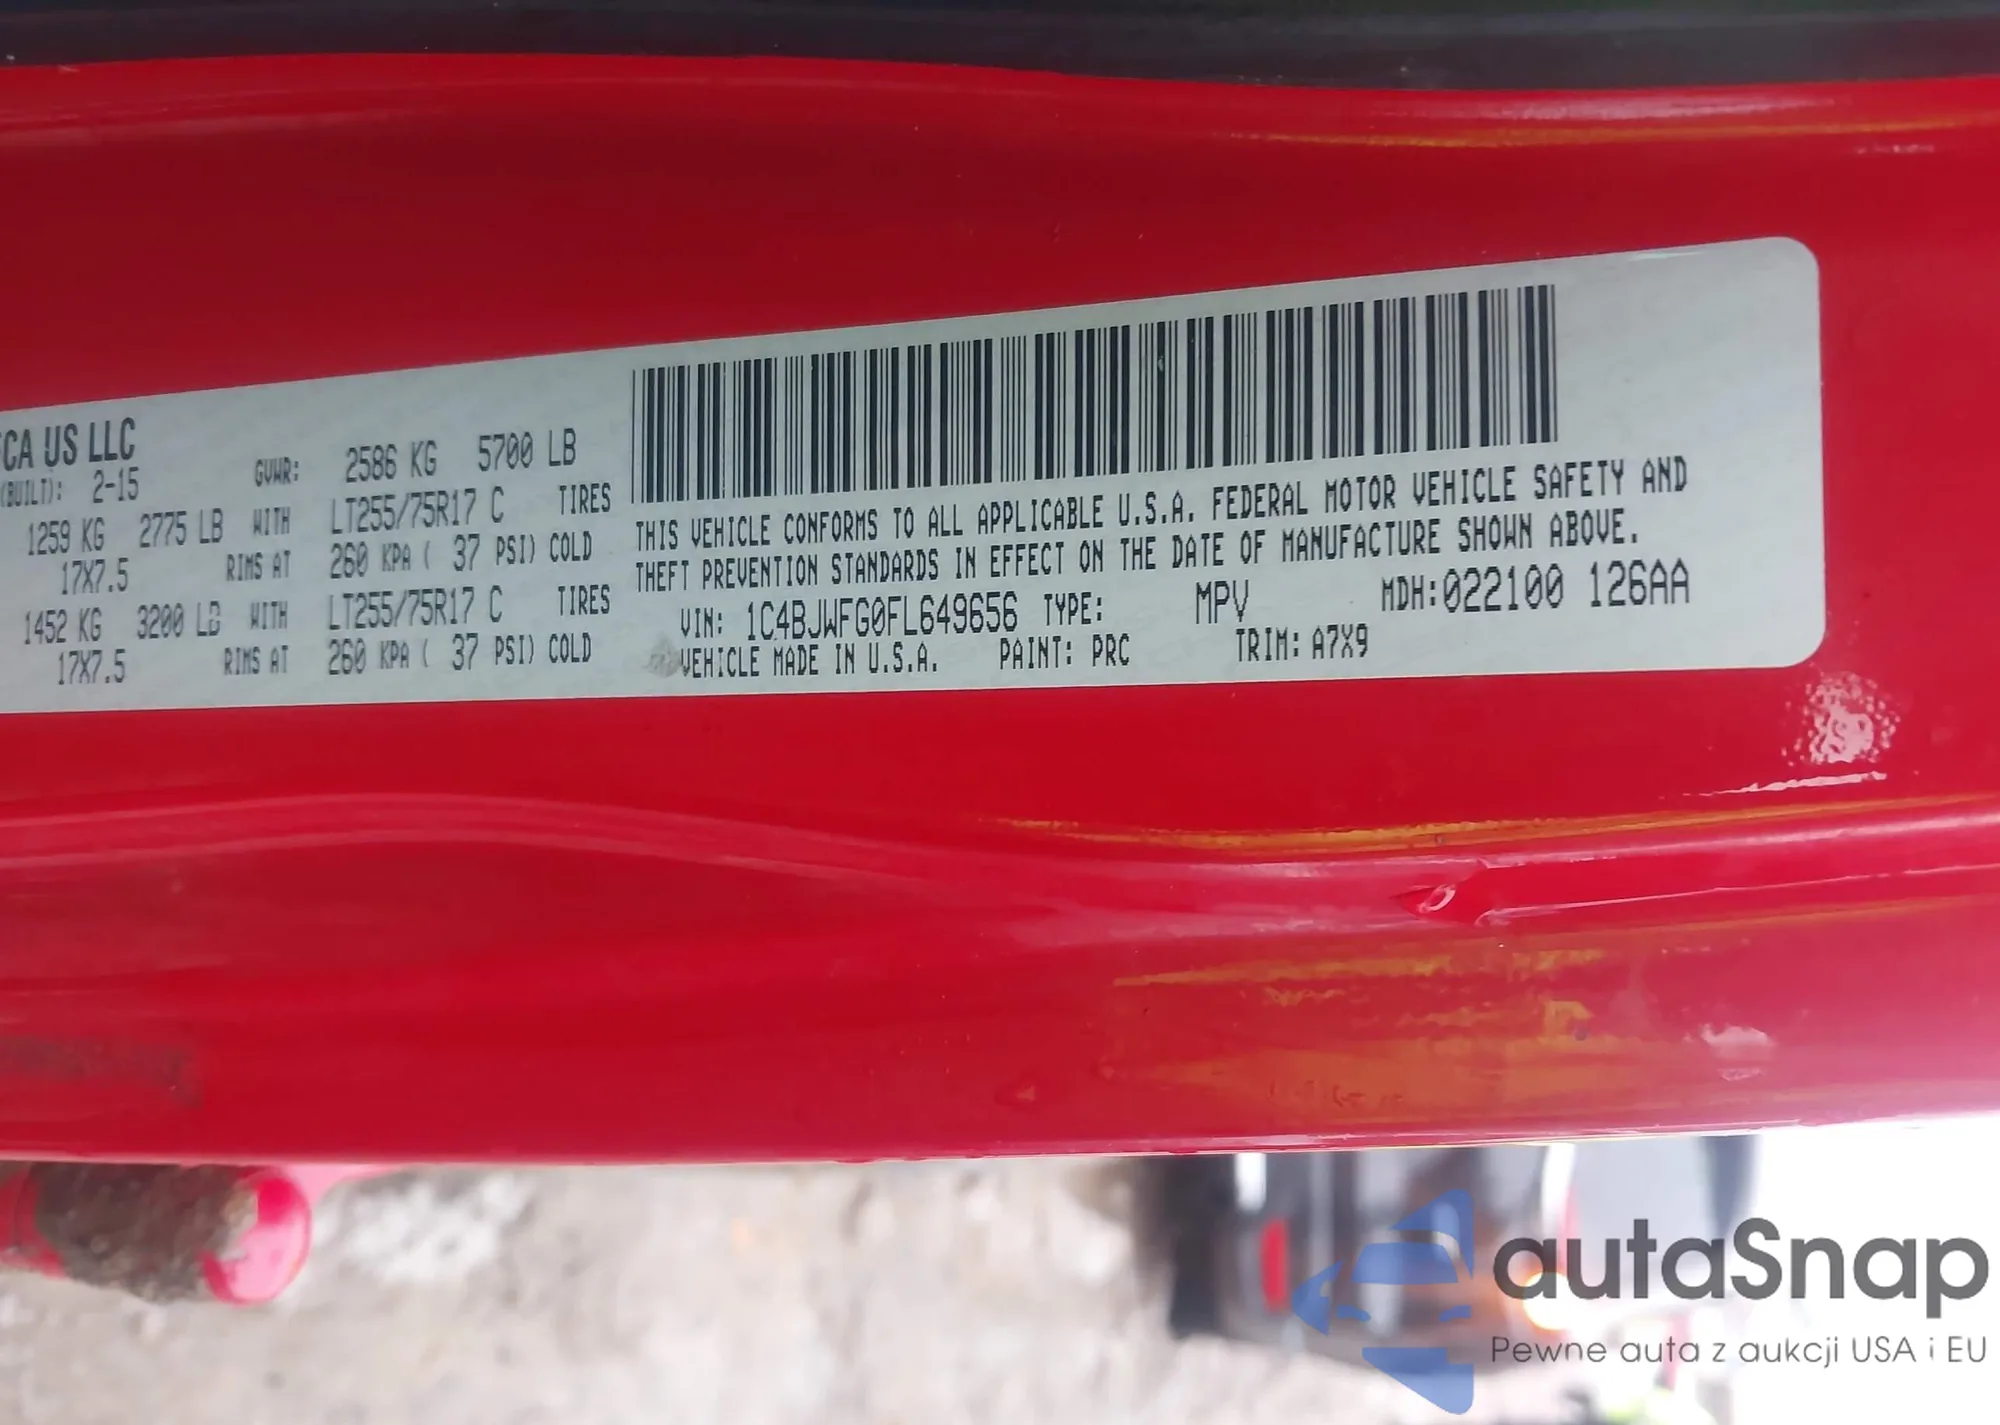 FCA US LLC
(BUILT): 2-15
GVWR: 2586 KG 5700 LB
1259 KG 2775 LB WITH LT255/75R17 C TIRES
17X7.5 RIMS AT 260 KPA ( 37 PSI) COLD
1452 KG 3200 LB WITH LT255/75R17 C TIRES
17X7.5 RIMS AT 260 KPA ( 37 PSI) COLD
THIS VEHICLE CONFORMS TO ALL APPLICABLE U.S.A. FEDERAL MOTOR VEHICLE SAFETY AND
THEFT PREVENTION STANDARDS IN EFFECT ON THE DATE OF MANUFACTURE SHOWN ABOVE.
VIN: 1C4BJWFG0FL649656 TYPE: MPV MDH:022100 126AA
VEHICLE MADE IN U.S.A. PAINT: PRC TRIM: A7X9
autaSnap
Pewne auta z aukcji USA i EU